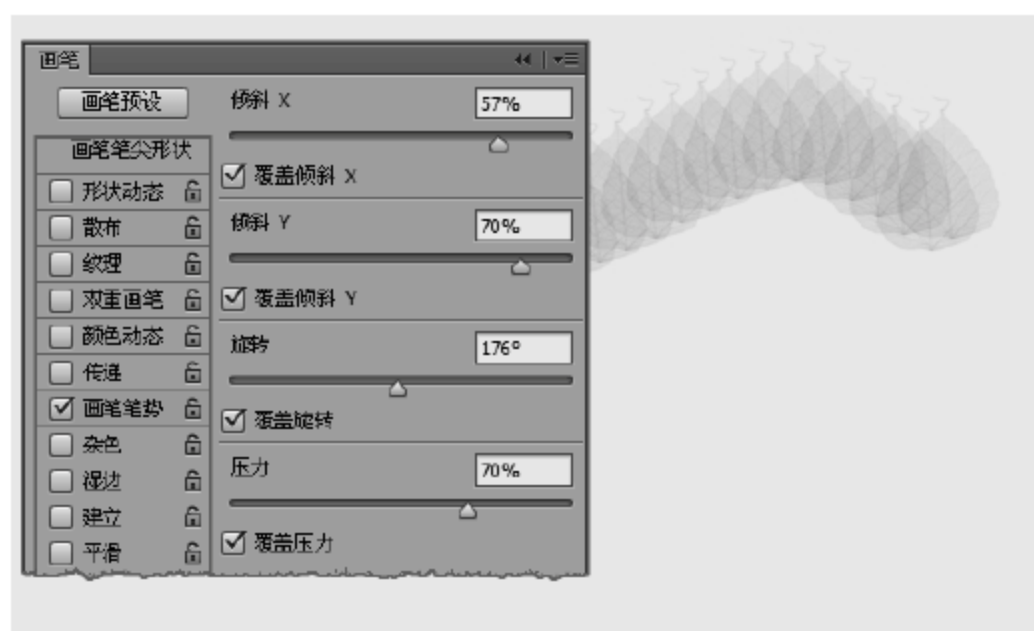 画笔
画笔预设
画笔笔尖形状
形状动态
散布
纹理
双重画笔
颜色动态
传递
画笔笔势
杂色
湿边
建立
平滑
倾斜 X
57%
覆盖倾斜 X
倾斜 Y
70%
覆盖倾斜 Y
旋转
176°
覆盖旋转
压力
70%
覆盖压力